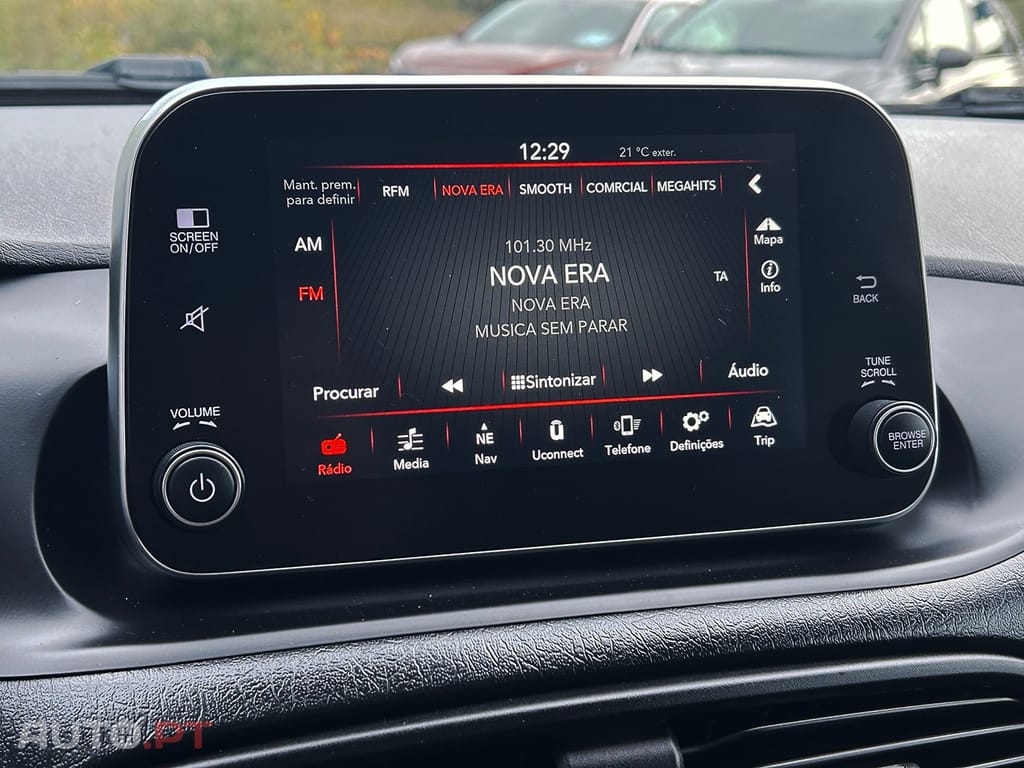 12:29
21 °C exter.
Mant. prem. para definir
RFM
NOVA ERA
SMOOTH
COMRCIAL
MEGAHITS
SCREEN
ON/OFF
AM
FM
101.30 MHz
NOVA ERA
NOVA ERA
MUSICA SEM PARAR
TA
Mapa
Info
BACK
TUNE
SCROLL
Procurar
Sintonizar
Áudio
VOLUME
Rádio
Media
NE
Nav
Uconnect
Telefone
Definições
Trip
BROWSE
ENTER
AUTO.PT